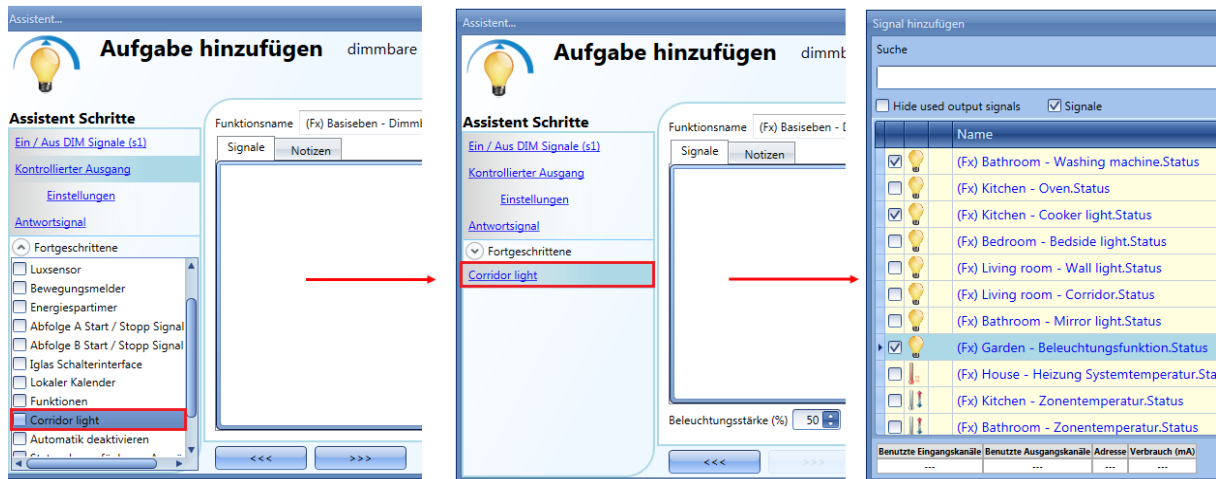 Assistent...
Aufgabe hinzufügen dimmbare
Assistent Schritte
Ein / Aus DIM Signale (s1)
Kontrollierter Ausgang
Einstellungen
Antwortsignal
Fortgeschrittene
Luxsensor
Bewegungsmelder
Energiespartimer
Abfolge A Start / Stopp Signal
Abfolge B Start / Stopp Signal
Iglas Schalterinterface
Lokaler Kalender
Funktionen
Corridor light
Automatik deaktivieren
Funktionsname (Fx) Basiseben - Dimml
Signale Notizen
<<< >>>
Assistent...
Aufgabe hinzufügen dimmb
Assistent Schritte
Ein / Aus DIM Signale (s1)
Kontrollierter Ausgang
Einstellungen
Antwortsignal
Fortgeschrittene
Corridor light
Funktionsname (Fx) Basiseben - D
Signale Notizen
Beleuchtungsstärke (%) 50
<<< >>>
Signal hinzufügen
Suche
Hide used output signals Signale
Name
(Fx) Bathroom - Washing machine.Status
(Fx) Kitchen - Oven.Status
(Fx) Kitchen - Cooker light.Status
(Fx) Bedroom - Bedside light.Status
(Fx) Living room - Wall light.Status
(Fx) Living room - Corridor.Status
(Fx) Bathroom - Mirror light.Status
(Fx) Garden - Beleuchtungsfunktion.Status
(Fx) House - Heizung Systemtemperatur.Sta
(Fx) Kitchen - Zonentemperatur.Status
(Fx) Bathroom - Zonentemperatur.Status
Benutzte Eingangskanäle Benutzte Ausgangskanäle Adresse Verbrauch (mA)
--- --- --- ---